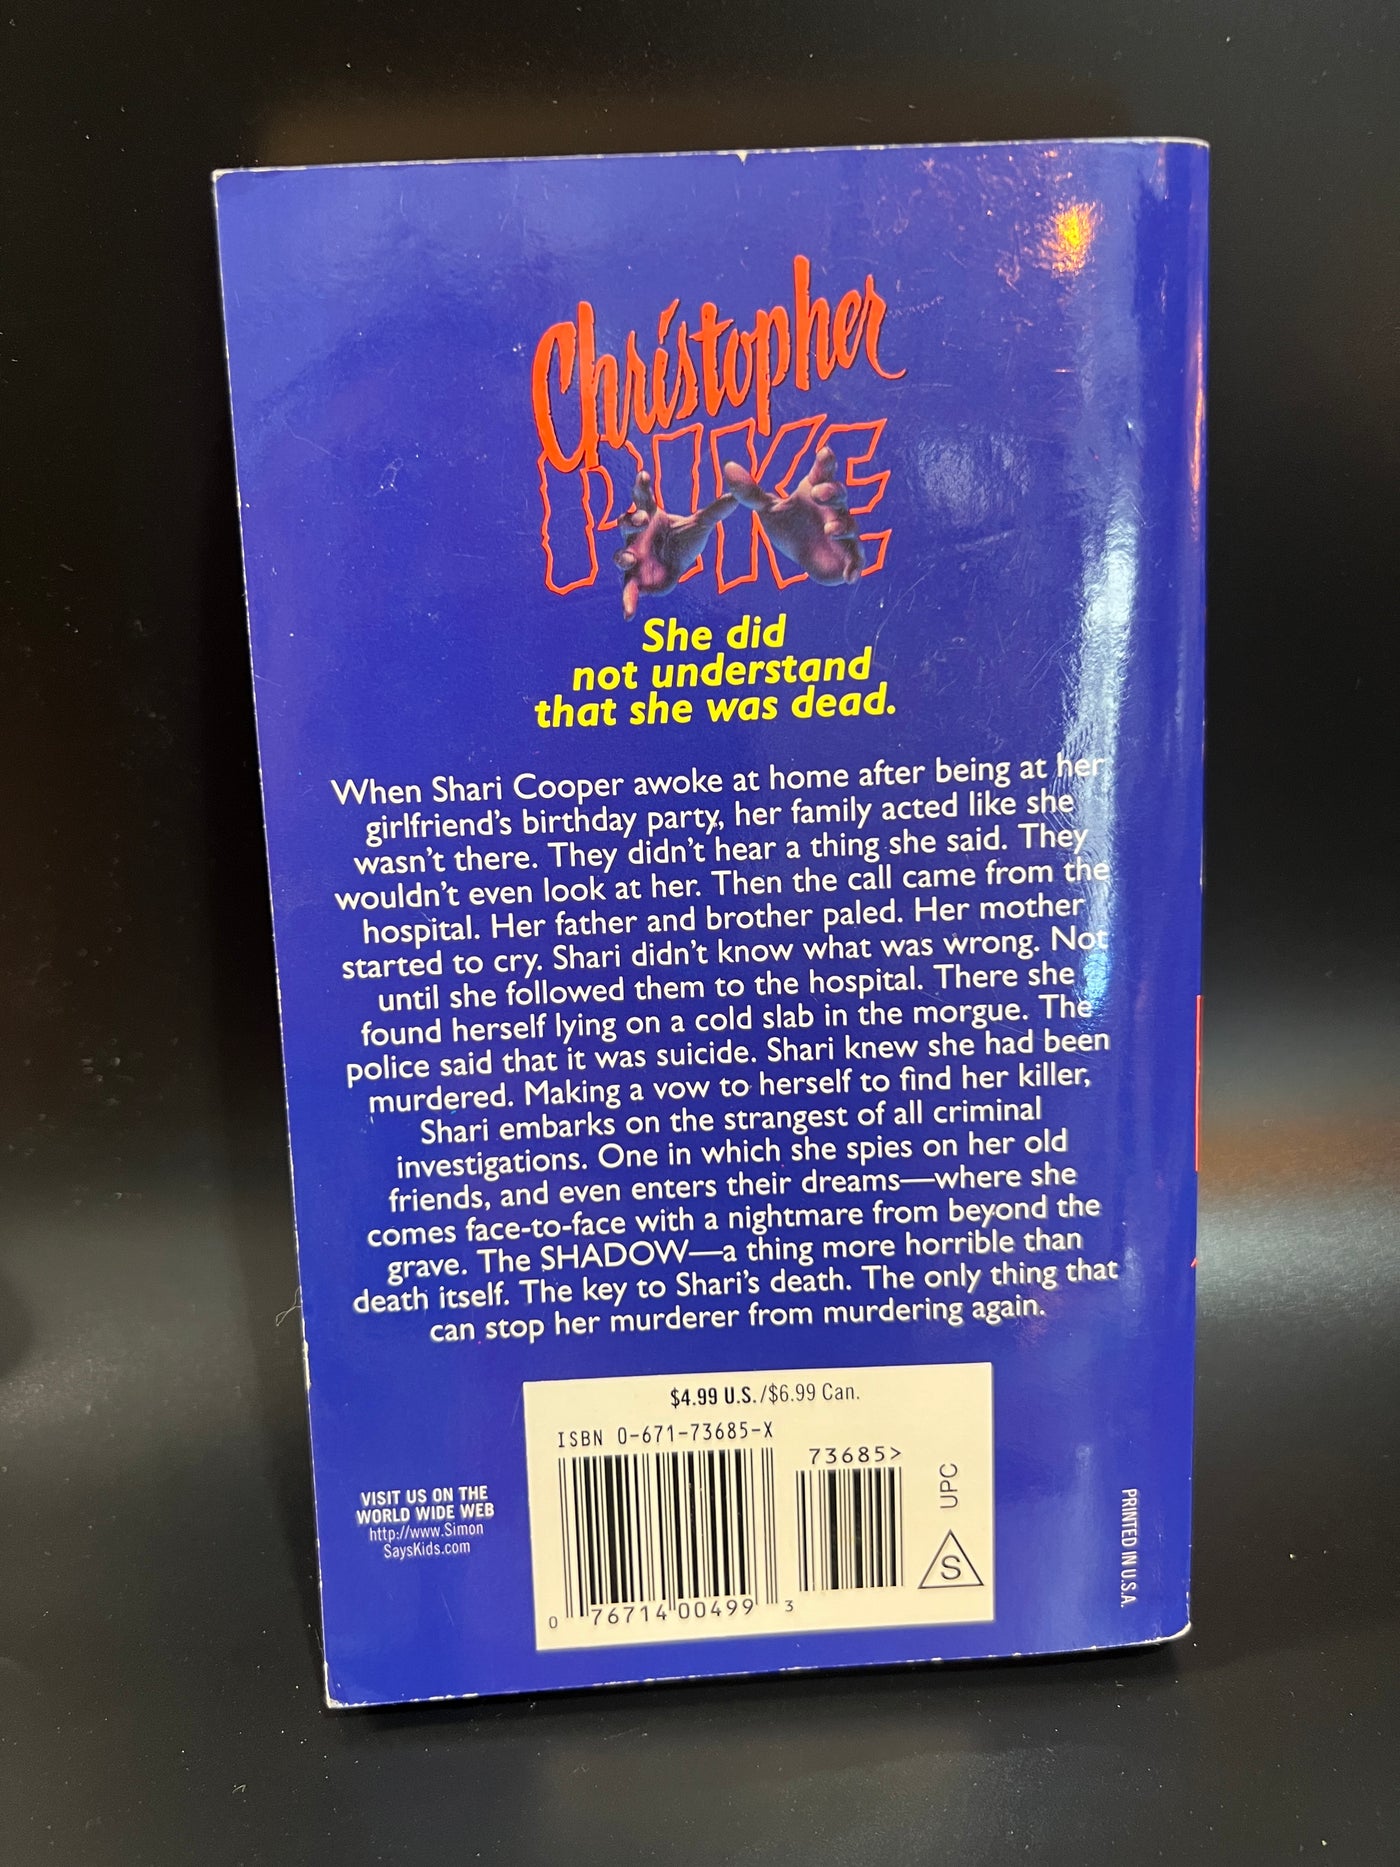 Christopher
PIKE
She did
not understand
that she was dead.
When Shari Cooper awoke at home after being at her
girlfriend's birthday party, her family acted like she
wasn't there. They didn't hear a thing she said. They
wouldn't even look at her. Then the call came from the
hospital. Her father and brother paled. Her mother
started to cry. Shari didn't know what was wrong. Not
until she followed them to the hospital. There she
found herself lying on a cold slab in the morgue. The
police said that it was suicide. Shari knew she had been
murdered. Making a vow to herself to find her killer,
Shari embarks on the strangest of all criminal
investigations. One in which she spies on her old
friends, and even enters their dreams—where she
comes face-to-face with a nightmare from beyond the
grave. The SHADOW—a thing more horrible than
death itself. The key to Shari's death. The only thing that
can stop her murderer from murdering again.
$4.99 U.S./$6.99 Can.
ISBN 0-671-73685-X
73685>
0 76714 00499 3
UPC
S
VISIT US ON THE
WORLD WIDE WEB
http://www.Simon
SaysKids.com
PRINTED IN U.S.A.